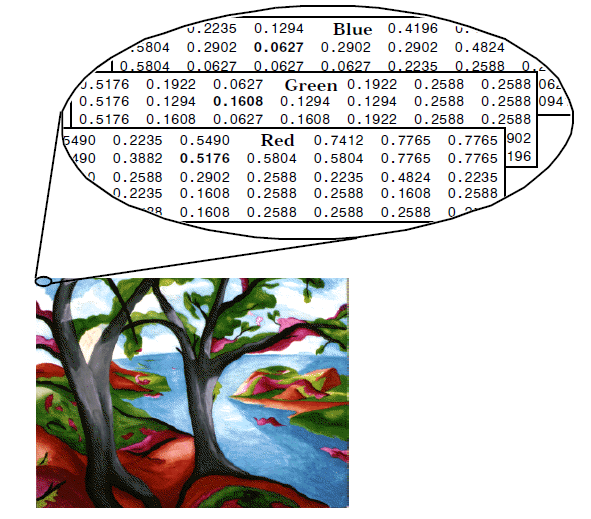 0.2235 0.1294 Blue 0.4196
.5804 0.2902 0.0627 0.2902 0.2902 0.4824
0.5804 0.0627 0.0627 0.0627 0.2235 0.2588
.5176 0.1922 0.0627 Green 0.1922 0.2588 0.2588
0.5176 0.1294 0.1608 0.1294 0.1294 0.2588 0.2588 094
0.5176 0.1608 0.0627 0.1608 0.1922 0.2588 0.2588
5490 0.2235 0.5490 Red 0.7412 0.7765 0.7765 902
490 0.3882 0.5176 0.5804 0.5804 0.7765 0.7765 196
0.2588 0.2902 0.2588 0.2235 0.4824 0.2235
0.2235 0.1608 0.2588 0.2588 0.1608 0.2588
0.1608 0.2588 0.2588 0.2588